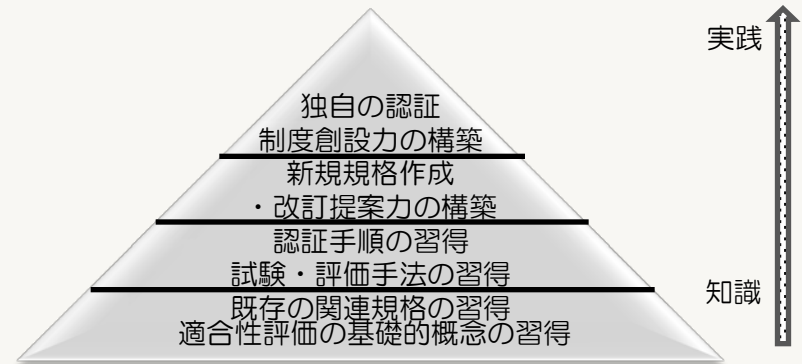 実践
独自の認証
制度創設力の構築
新規規格作成
・改訂提案力の構築
認証手順の習得
試験・評価手法の習得
知識
既存の関連規格の習得
適合性評価の基礎的概念の習得